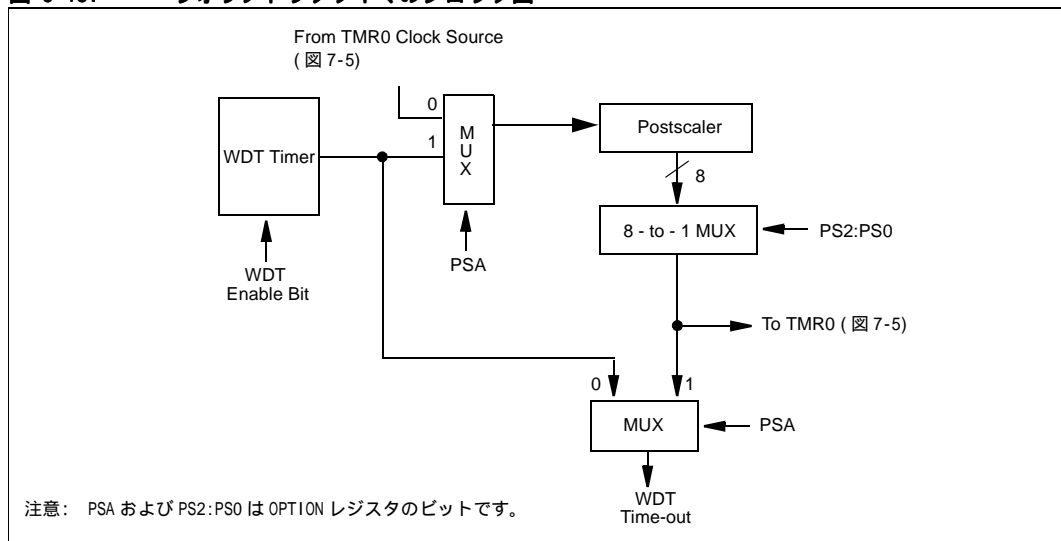 From TMR0 Clock Source
( 図 7-5)
0
1
M
U
X
WDT Timer
Postscaler
8
8 - to - 1 MUX
PS2:PS0
WDT
Enable Bit
PSA
To TMR0 ( 図 7-5)
0
1
MUX
PSA
WDT
Time-out
注意: PSA および PS2:PS0 は OPTION レジスタのビットです。